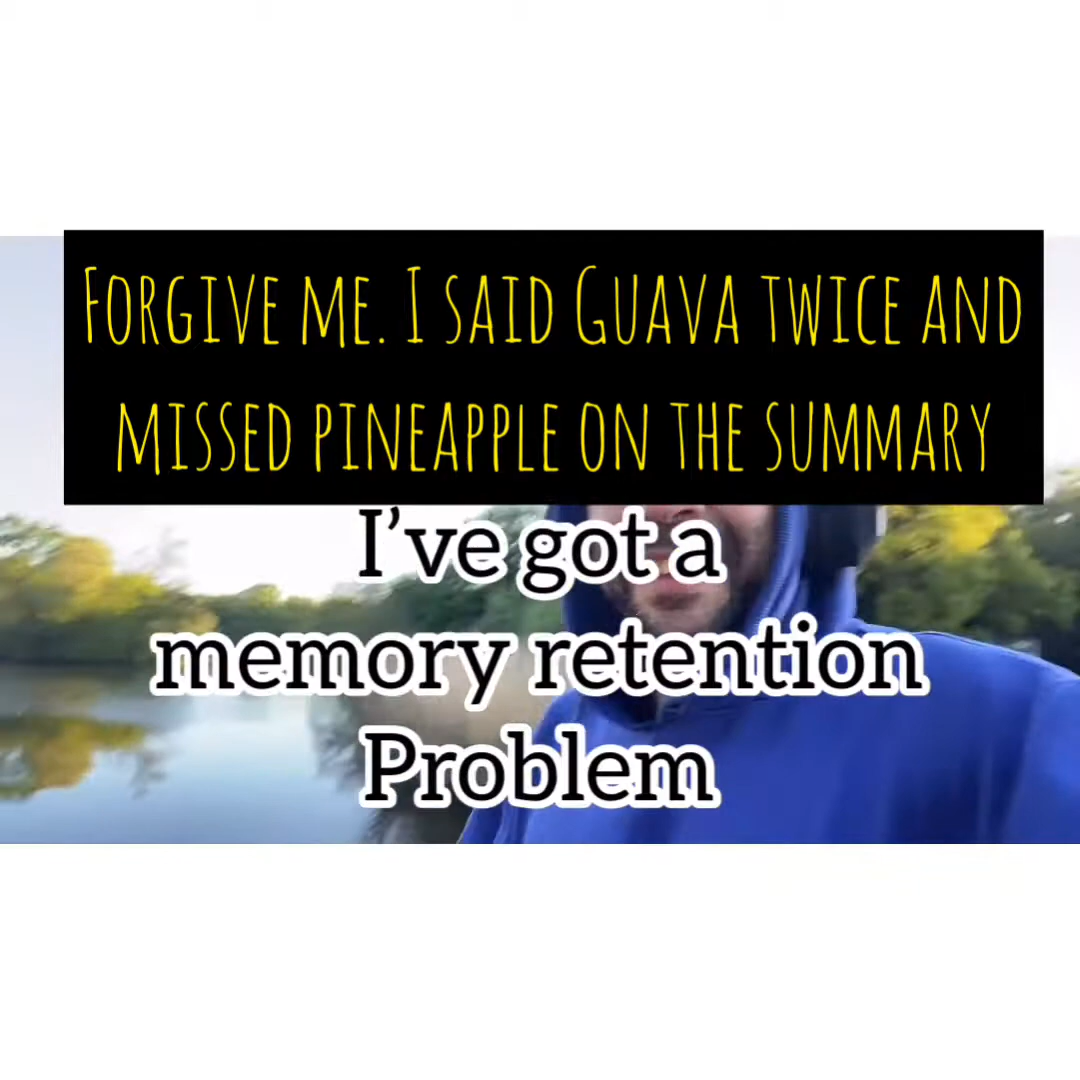 Forgive me. I said Guava twice and
missed pineapple on the summary
I’ve got a
memory retention
Problem